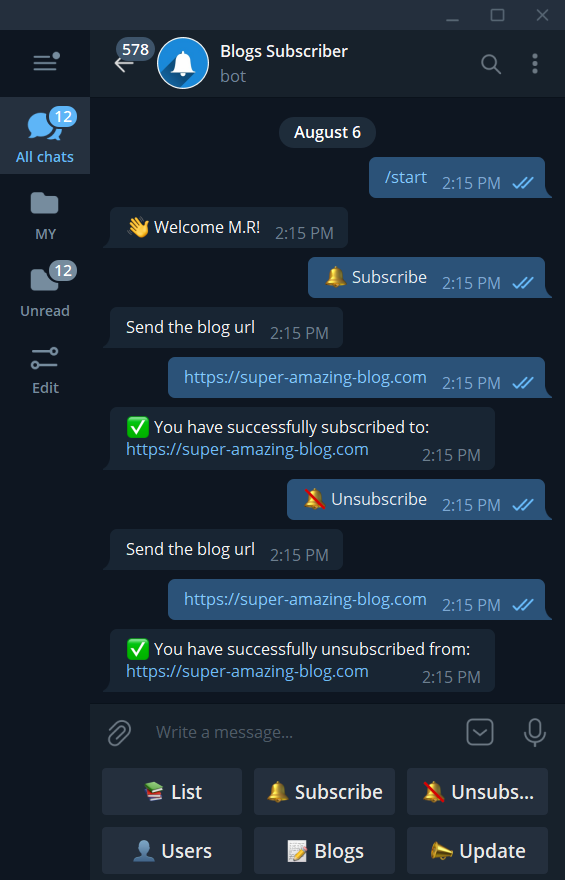 578
Blogs Subscriber
bot
12
All chats
MY
12
Unread
Edit
August 6
/start 2:15 PM
👋 Welcome M.R! 2:15 PM
🔔 Subscribe 2:15 PM
Send the blog url 2:15 PM
https://super-amazing-blog.com 2:15 PM
✅ You have successfully subscribed to:
https://super-amazing-blog.com 2:15 PM
🔕 Unsubscribe 2:15 PM
Send the blog url 2:15 PM
https://super-amazing-blog.com 2:15 PM
✅ You have successfully unsubscribed from:
https://super-amazing-blog.com 2:15 PM
Write a message...
📚 List
🔔 Subscribe
🔕 Unsubs...
👤 Users
📝 Blogs
📣 Update